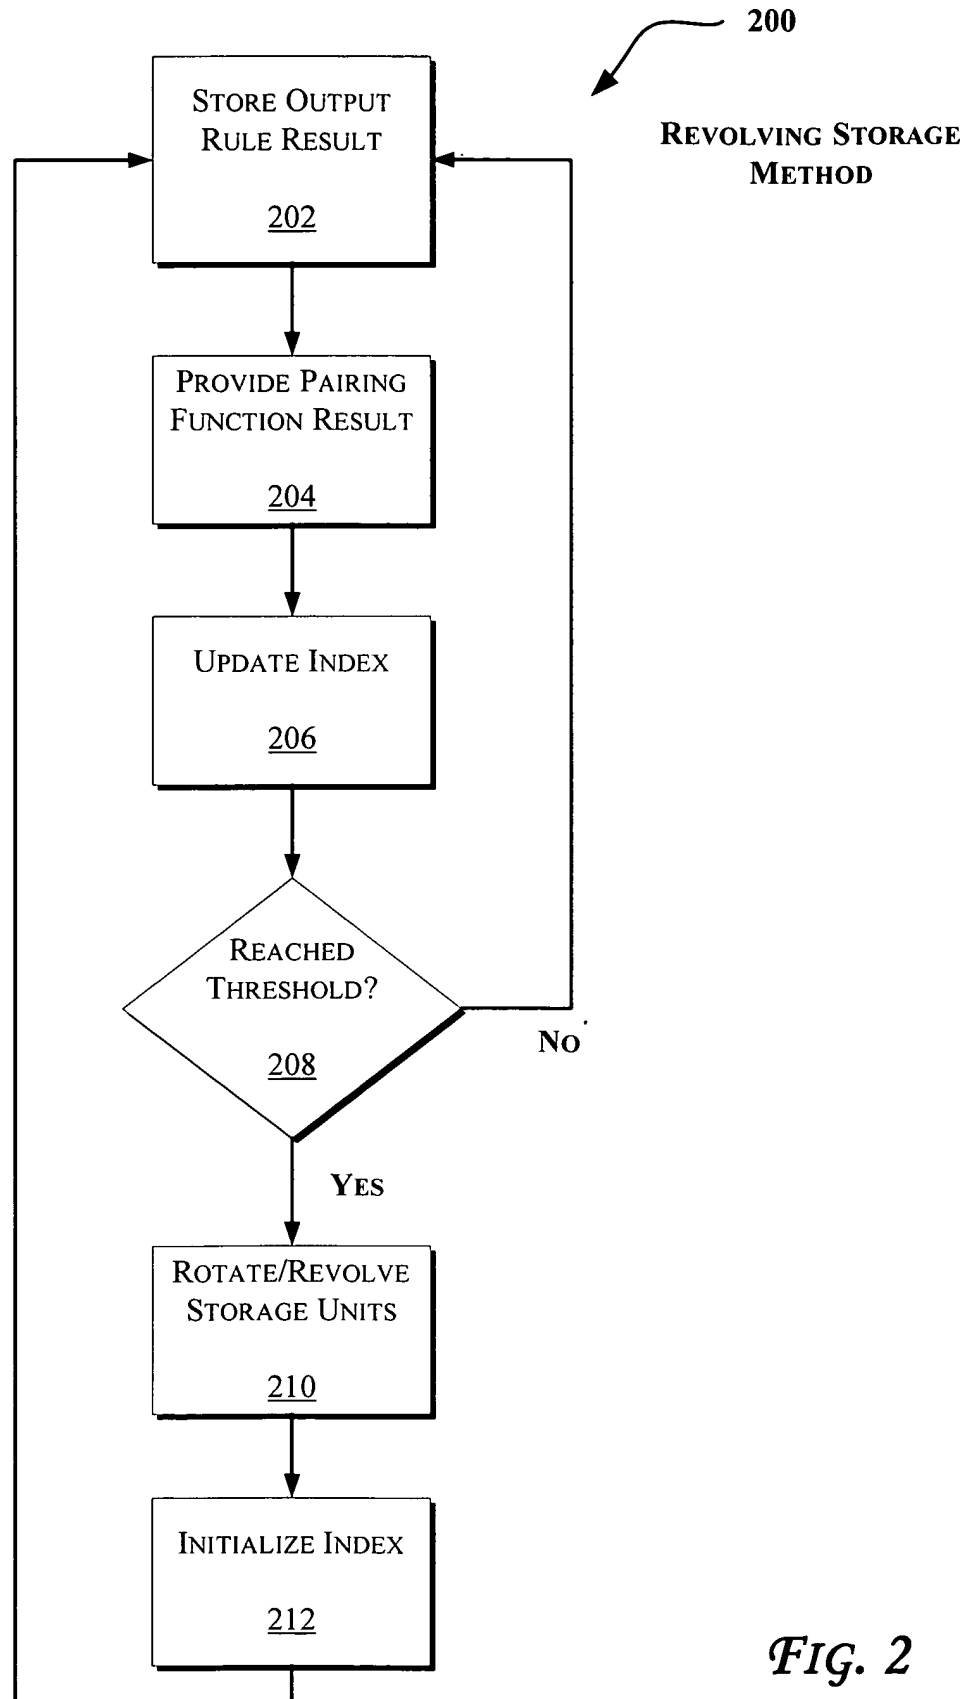 200
REVOLVING STORAGE
METHOD
STORE OUTPUT
RULE RESULT
202
PROVIDE PAIRING
FUNCTION RESULT
204
UPDATE INDEX
206
REACHED
THRESHOLD?
208
NO
YES
ROTATE/REVOLVE
STORAGE UNITS
210
INITIALIZE INDEX
212
FIG. 2